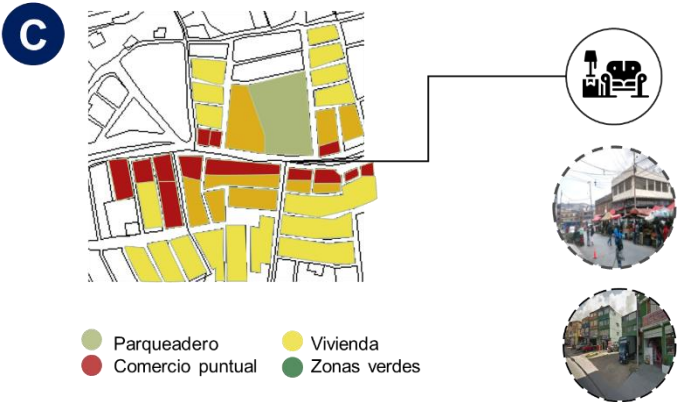 C
Parqueadero
Vivienda
Comercio puntual
Zonas verdes